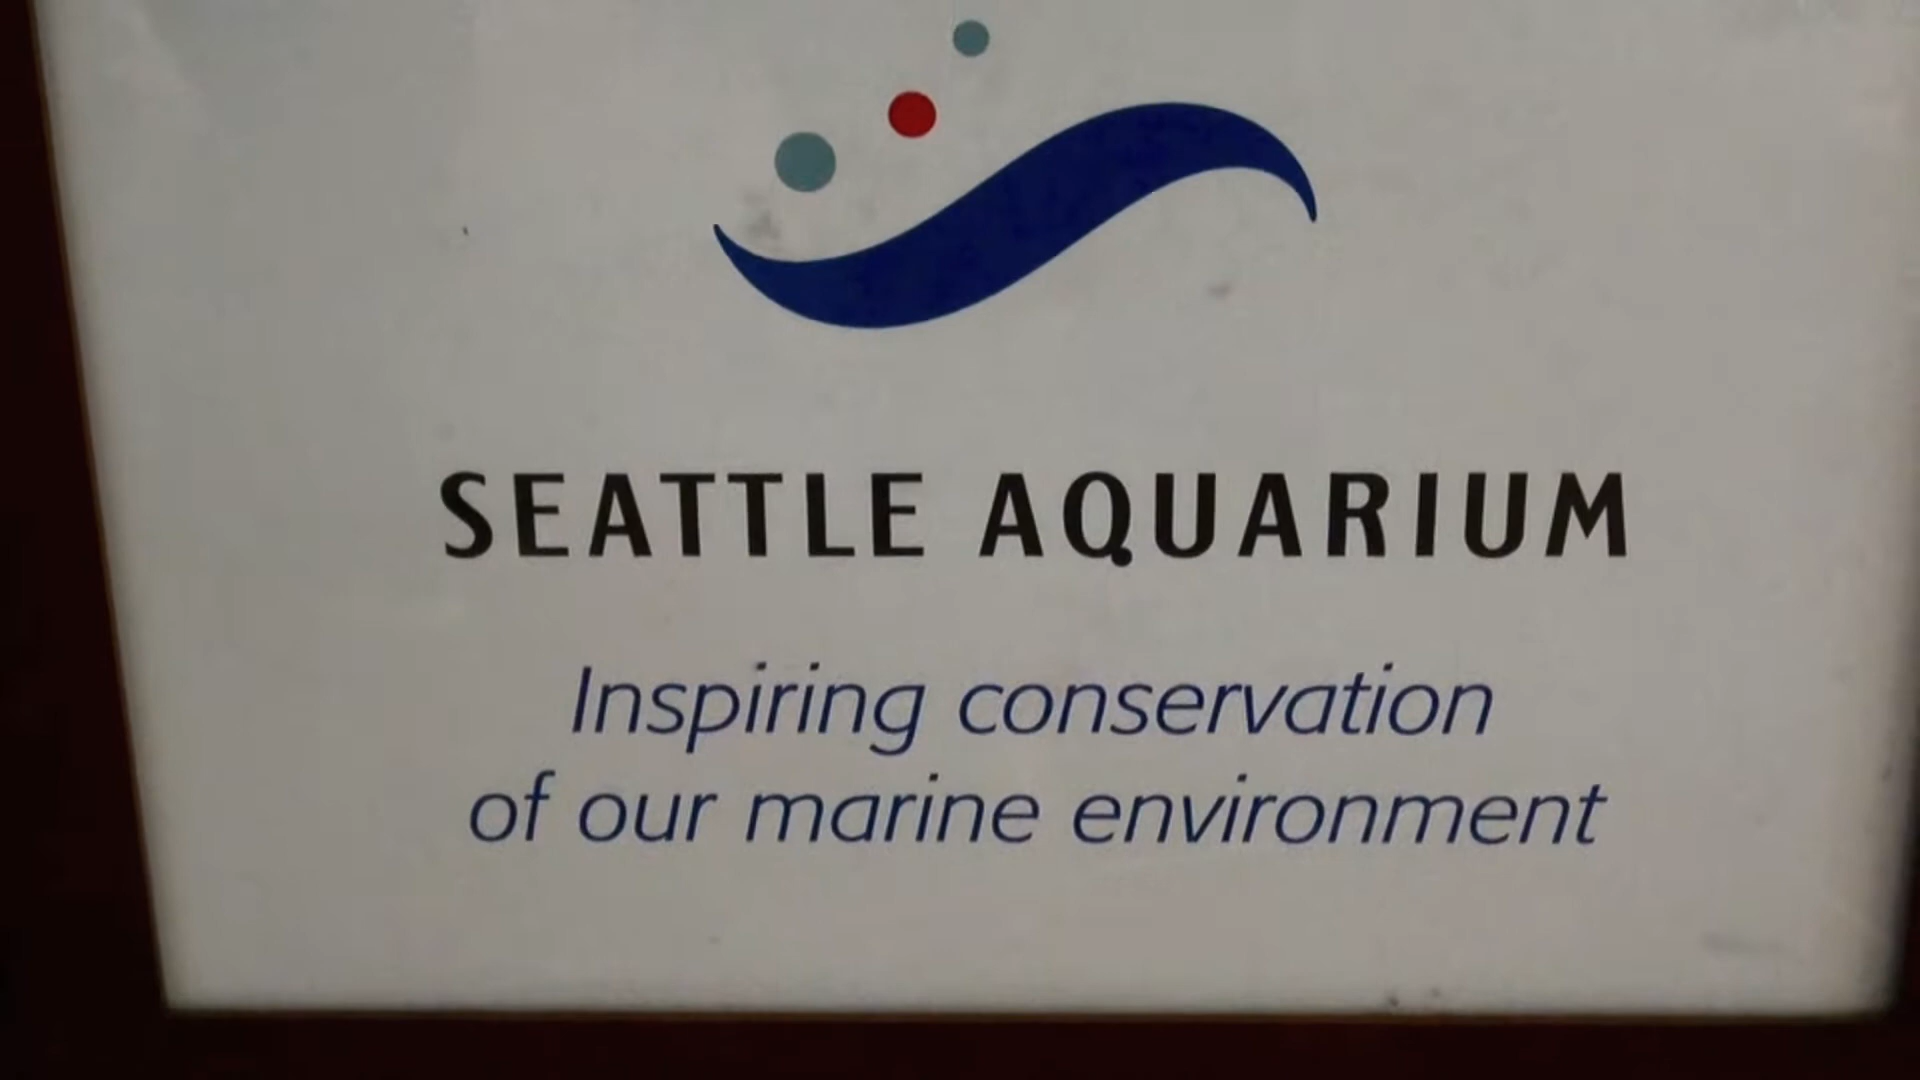 SEATTLE AQUARIUM
Inspiring conservation
of our marine environment